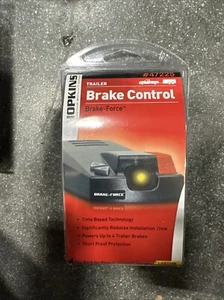 #47225
TRAILER
Brake Control
Brake-Force™
HOPKINS
BRAKE-FORCE
• Time Based Technology
• Significantly Reduces Installation Time
• Powers Up to 4 Trailer Brakes
• Short Proof Protection